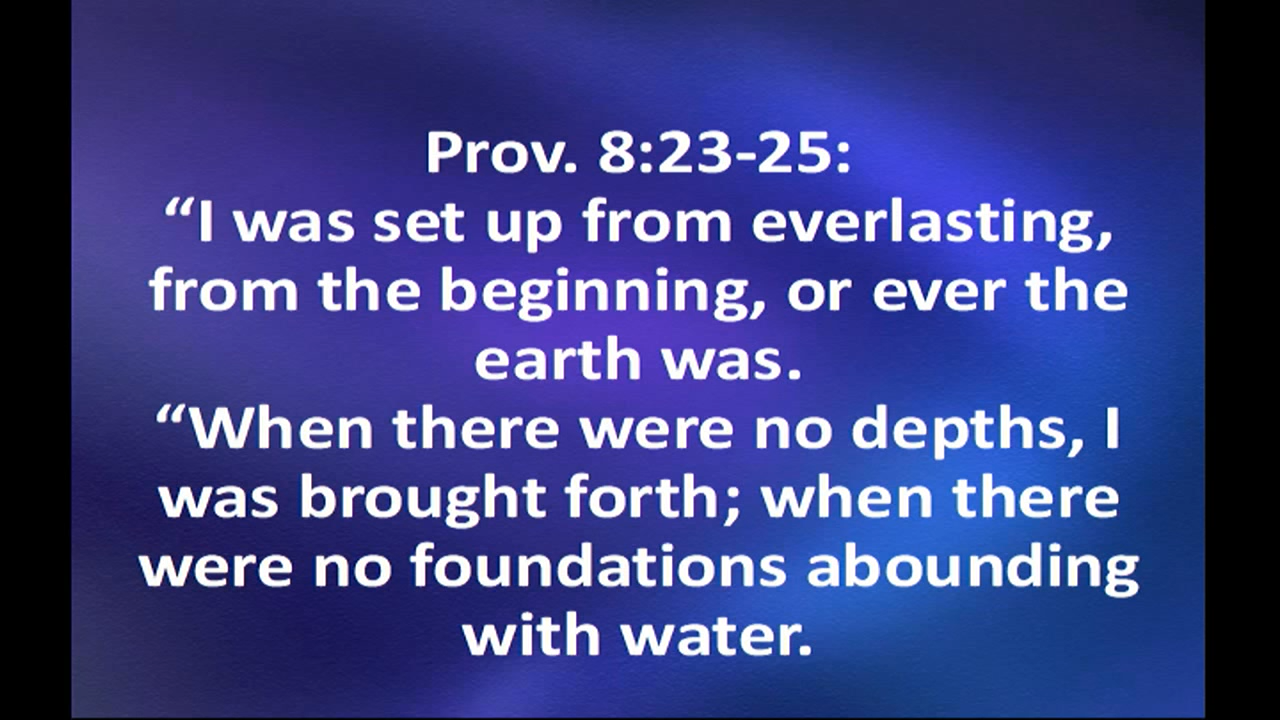 Prov. 8:23-25:
“I was set up from everlasting,
from the beginning, or ever the
earth was.
“When there were no depths, I
was brought forth; when there
were no foundations abounding
with water.